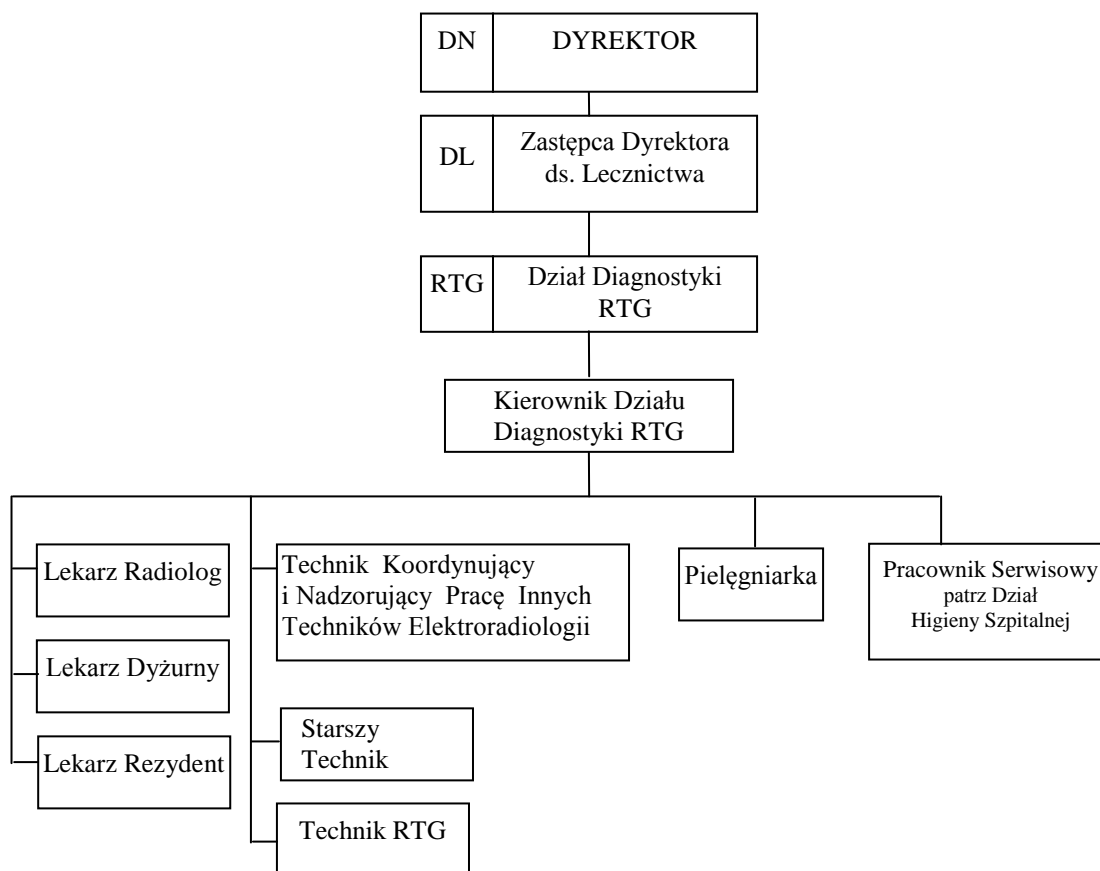 DN DYREKTOR
DL
Zastępca Dyrektora
ds. Lecznictwa
RTG
Dział Diagnostyki
RTG
Kierownik Działu
Diagnostyki RTG
Lekarz Radiolog
Lekarz Dyżurny
Lekarz Rezydent
Technik Koordynujący
i Nadzorujący Pracę Innych
Techników Elektroradiologii
Starszy
Technik
Technik RTG
Pielęgniarka
Pracownik Serwisowy
patrz Dział
Higieny Szpitalnej